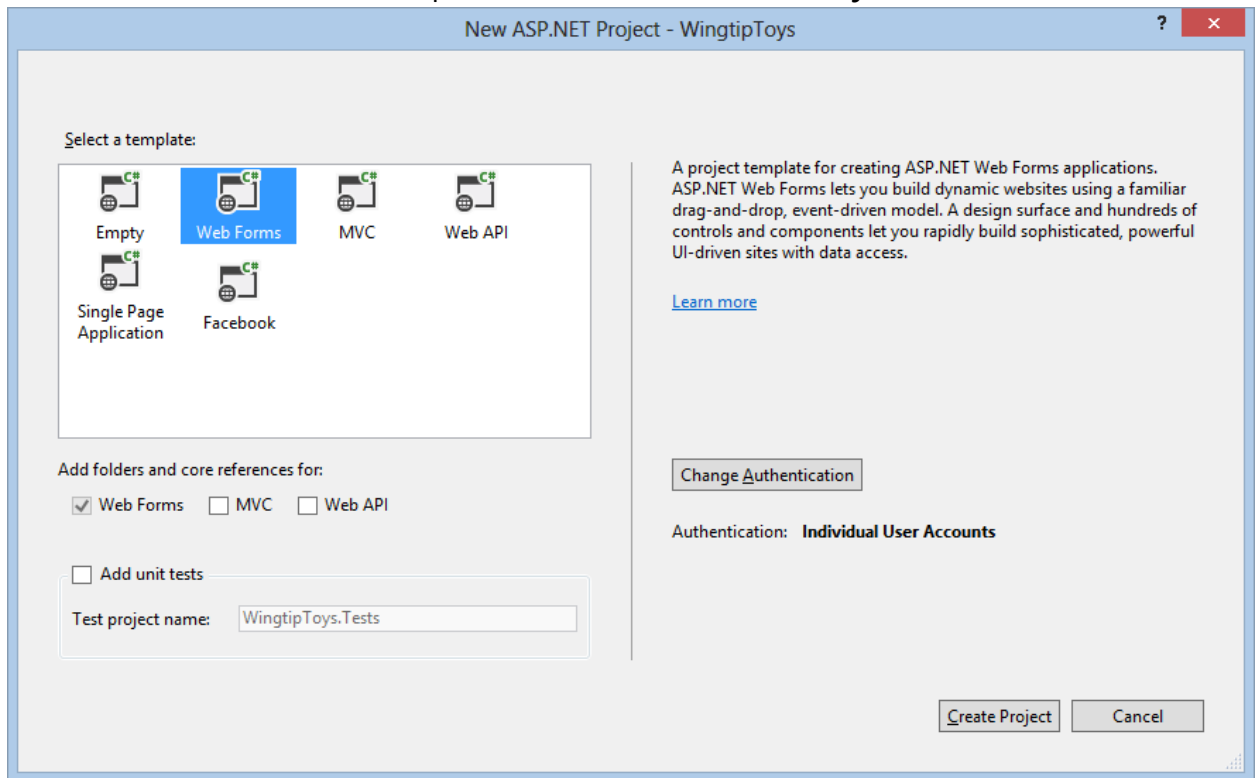 New ASP.NET Project - WingtipToys
?
Select a template:
C#
C#
C#
C#
Empty
Web Forms
MVC
Web API
C#
C#
Single Page
Application
Facebook
A project template for creating ASP.NET Web Forms applications.
ASP.NET Web Forms lets you build dynamic websites using a familiar
drag-and-drop, event-driven model. A design surface and hundreds of
controls and components let you rapidly build sophisticated, powerful
UI-driven sites with data access.
Learn more
Add folders and core references for:
Web Forms
MVC
Web API
Change Authentication
Authentication: Individual User Accounts
Add unit tests
Test project name: WingtipToys.Tests
Create Project
Cancel